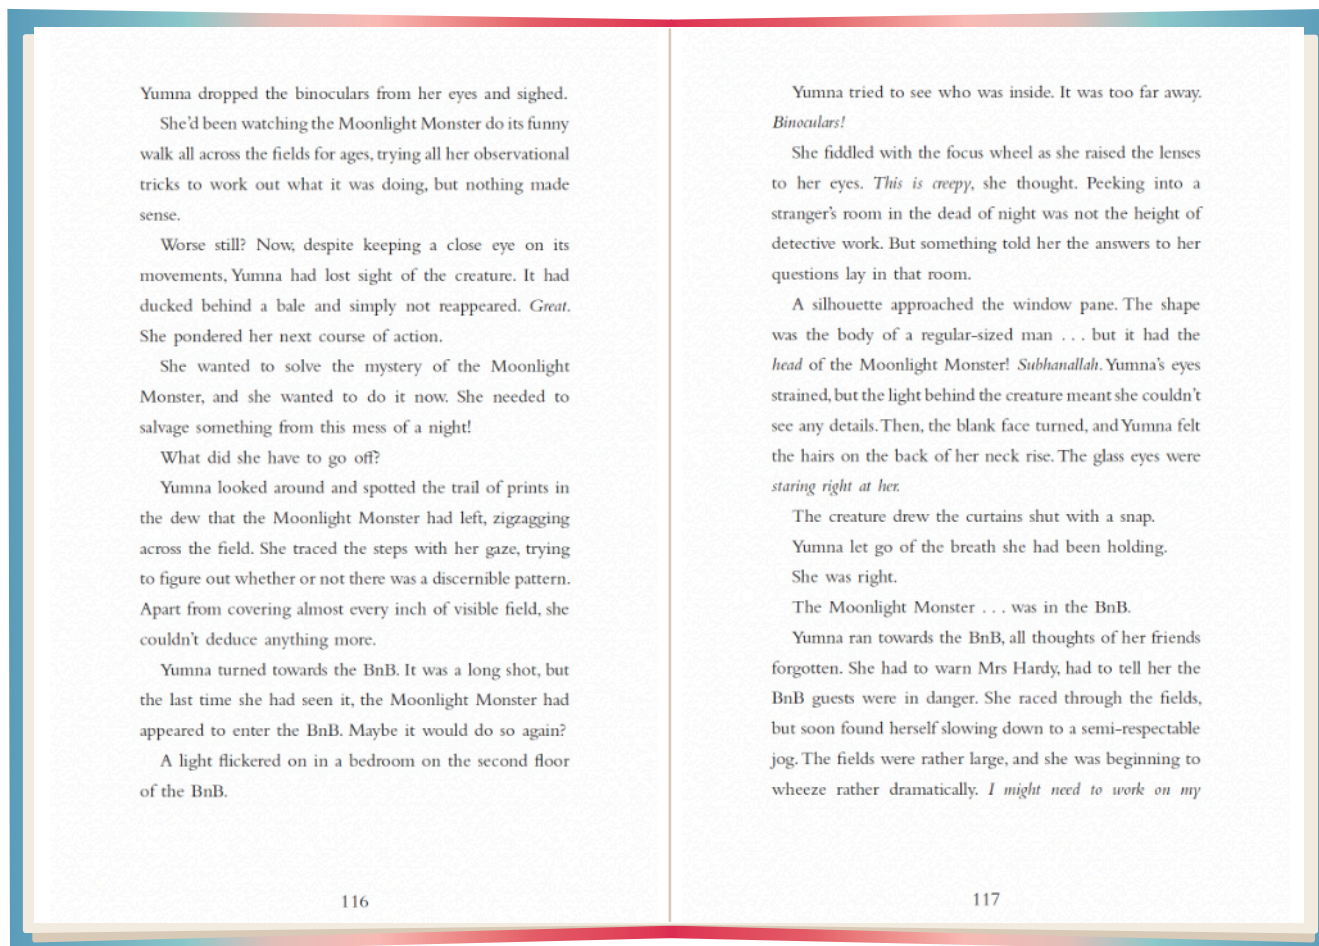 Yumna dropped the binoculars from her eyes and sighed.
She'd been watching the Moonlight Monster do its funny
walk all across the fields for ages, trying all her observational
tricks to work out what it was doing, but nothing made
sense.
Worse still? Now, despite keeping a close eye on its
movements, Yumna had lost sight of the creature. It had
ducked behind a bale and simply not reappeared. Great.
She pondered her next course of action.
She wanted to solve the mystery of the Moonlight
Monster, and she wanted to do it now. She needed to
salvage something from this mess of a night!
What did she have to go off?
Yumna looked around and spotted the trail of prints in
the dew that the Moonlight Monster had left, zigzagging
across the field. She traced the steps with her gaze, trying
to figure out whether or not there was a discernible pattern.
Apart from covering almost every inch of visible field, she
couldn't deduce anything more.
Yumna turned towards the BnB. It was a long shot, but
the last time she had seen it, the Moonlight Monster had
appeared to enter the BnB. Maybe it would do so again?
A light flickered on in a bedroom on the second floor
of the BnB.
116
Yumna tried to see who was inside. It was too far away.
Binoculars!
She fiddled with the focus wheel as she raised the lenses
to her eyes. This is creepy, she thought. Peeking into a
stranger's room in the dead of night was not the height of
detective work. But something told her the answers to her
questions lay in that room.
A silhouette approached the window pane. The shape
was the body of a regular-sized man . . . but it had the
head of the Moonlight Monster! Subhanallah. Yumna's eyes
strained, but the light behind the creature meant she couldn't
see any details. Then, the blank face turned, and Yumna felt
the hairs on the back of her neck rise. The glass eyes were
staring right at her.
The creature drew the curtains shut with a snap.
Yumna let go of the breath she had been holding.
She was right.
The Moonlight Monster . . . was in the BnB.
Yumna ran towards the BnB, all thoughts of her friends
forgotten. She had to warn Mrs Hardy, had to tell her the
BnB guests were in danger. She raced through the fields,
but soon found herself slowing down to a semi-respectable
jog. The fields were rather large, and she was beginning to
wheeze rather dramatically. I might need to work on my
117